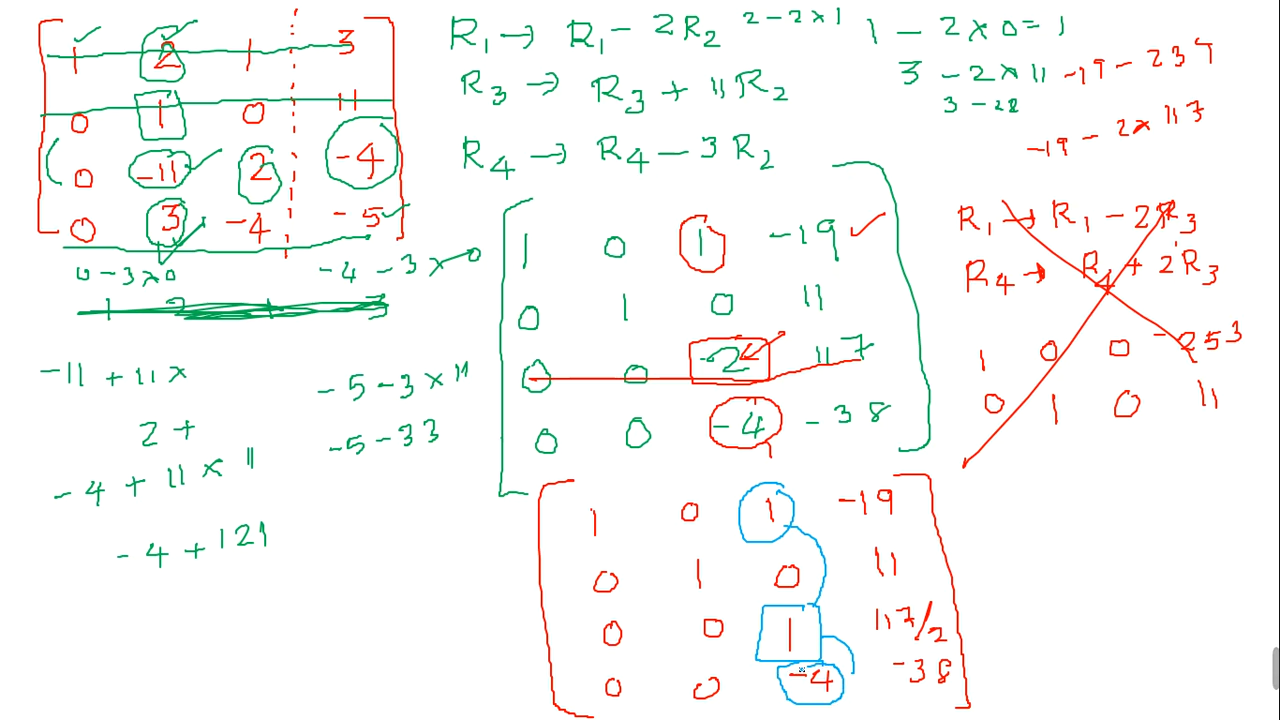 1 2 1 3
0 1 0 11
0 -11 2 -4
0 3 -4 -5
0 - 3×0
-4 - 3×0
1 2 1 3
-11 + 11×
2 +
-4 + 11 × 11
-4 + 121
-5 - 3×11
-5 - 33
R1 → R1 - 2R2
2 - 2×1
1 - 2×0 = 1
R3 → R3 + 11R2
3 - 2×11
3 - 22
R4 → R4 - 3R2
-19 - 234
-19 - 2×117
1 0 1 -19
0 1 0 11
0 0 -2 117
0 0 -4 -38
R1 → R1 - 2R3
R4 → R4 + 2R3
1 0 0 -253
0 1 0 11
1 0 1 -19
0 1 0 11
0 0 1 117/2
0 0 -4 -38